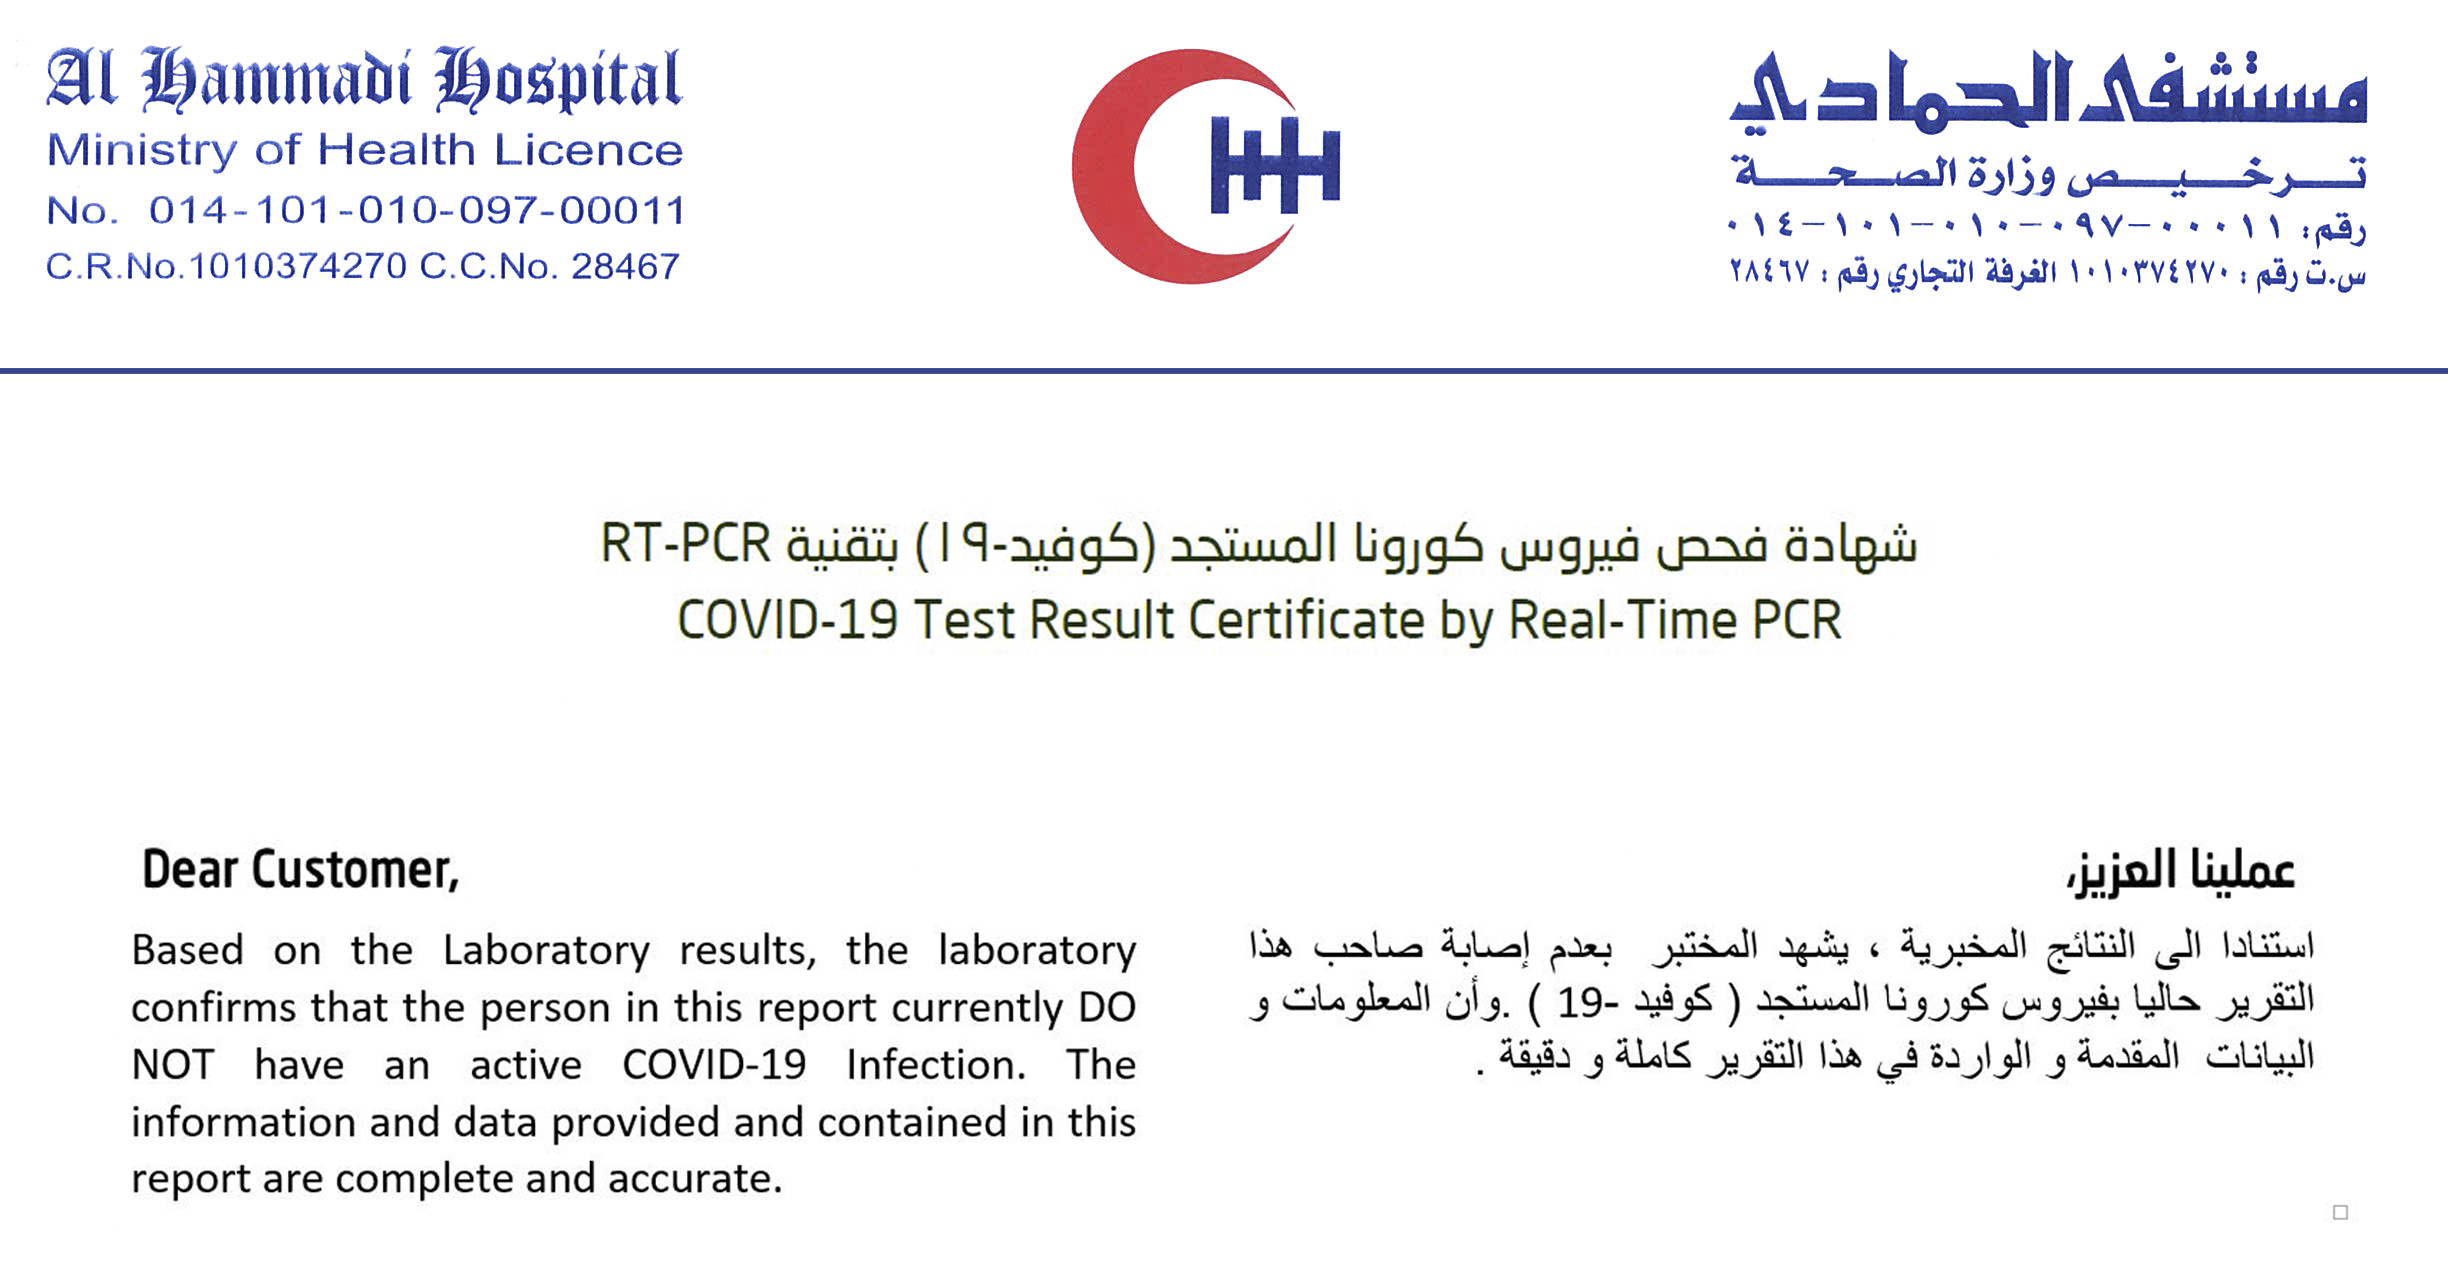 Al Hammadi Hospital
Ministry of Health Licence
No. 014-101-010-097-00011
C.R.No.1010374270 C.C.No. 28467
HH
مستشفى الحمادي
ترخيص وزارة الصحة
رقم: ٠١٤-١٠١-٠١٠-٠٩٧-٠٠٠١١
س.ت رقم : ١٠١٠٣٧٤٢٧٠ الغرفة التجاري رقم : ٢٨٤٦٧
شهادة فحص فيروس كورونا المستجد (كوفيد-١٩) بتقنية RT-PCR
COVID-19 Test Result Certificate by Real-Time PCR
Dear Customer,
Based on the Laboratory results, the laboratory
confirms that the person in this report currently DO
NOT have an active COVID-19 Infection. The
information and data provided and contained in this
report are complete and accurate.
عملينا العزيز،
استنادا الى النتائج المخبرية ، يشهد المختبر بعدم إصابة صاحب هذا
التقرير حاليا بفيروس كورونا المستجد ( كوفيد -19 ) .وأن المعلومات و
البيانات المقدمة و الواردة في هذا التقرير كاملة و دقيقة .